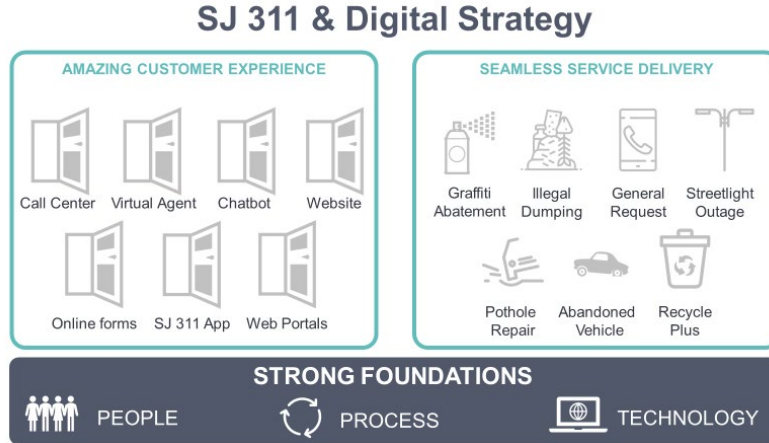 SJ 311 & Digital Strategy
AMAZING CUSTOMER EXPERIENCE
Call Center
Virtual Agent
Chatbot
Website
Online forms
SJ 311 App
Web Portals
SEAMLESS SERVICE DELIVERY
Graffiti
Abatement
Illegal
Dumping
General
Request
Streetlight
Outage
Pothole
Repair
Abandoned
Vehicle
Recycle
Plus
STRONG FOUNDATIONS
PEOPLE
PROCESS
TECHNOLOGY